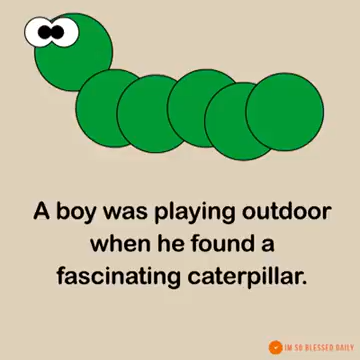 A boy was playing outdoor
when he found a
fascinating caterpillar.
IM SO BLESSED DAILY